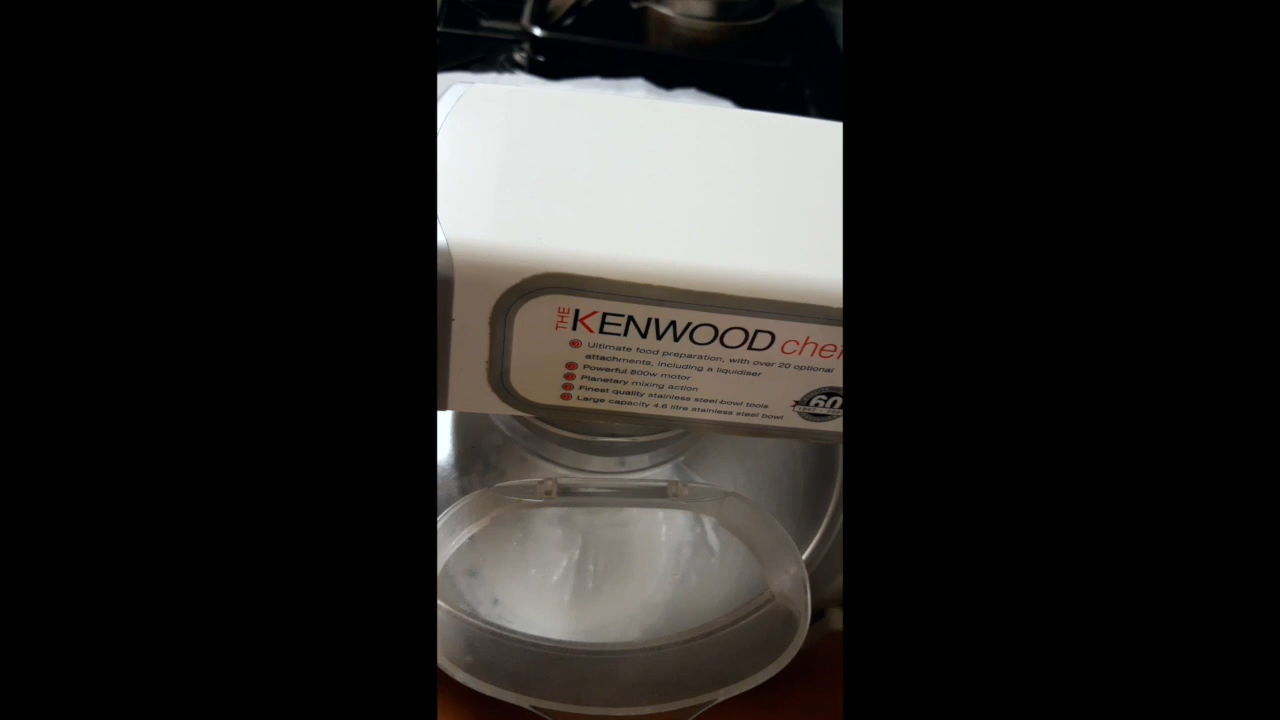 THE KENWOOD chef
Ultimate food preparation, with over 20 optional
attachments, including a liquidiser
Powerful 800w motor
Planetary mixing action
Finest quality stainless steel bowl tools
Large capacity 4.6 litre stainless steel bowl
60